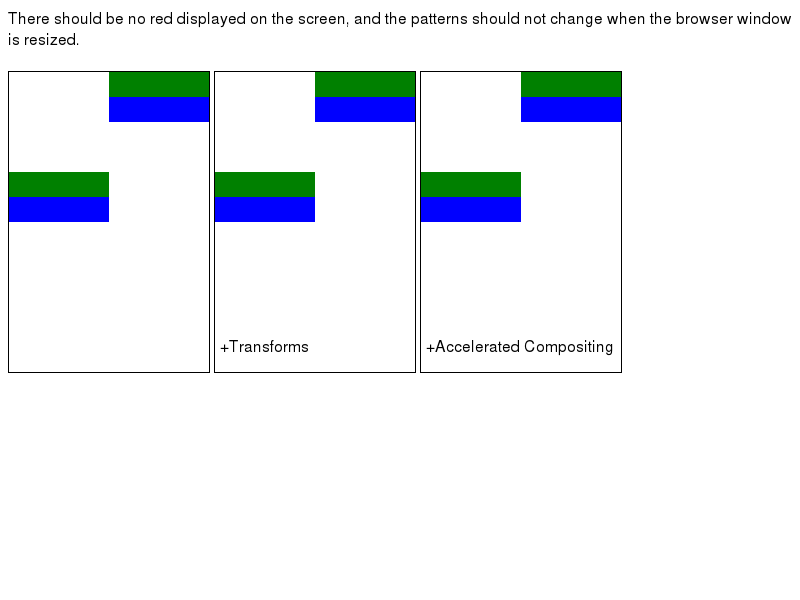 There should be no red displayed on the screen, and the patterns should not change when the browser window
is resized.
+Transforms
+Accelerated Compositing